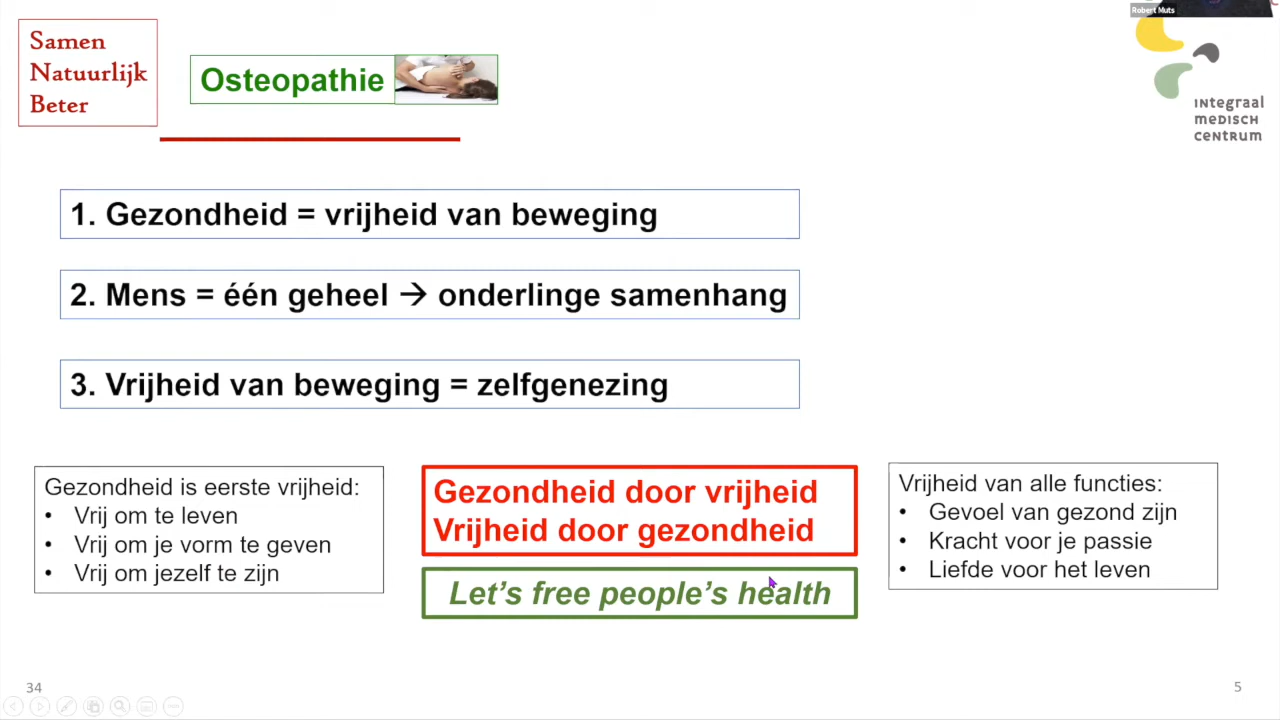 Robert Muts
Samen
Natuurlijk
Beter
Osteopathie
INTEGRAAL
MEDISCH
CENTRUM
1. Gezondheid = vrijheid van beweging
2. Mens = één geheel → onderlinge samenhang
3. Vrijheid van beweging = zelfgenezing
Gezondheid is eerste vrijheid:
• Vrij om te leven
• Vrij om je vorm te geven
• Vrij om jezelf te zijn
Gezondheid door vrijheid
Vrijheid door gezondheid
Let's free people's health
Vrijheid van alle functies:
• Gevoel van gezond zijn
• Kracht voor je passie
• Liefde voor het leven
34
5